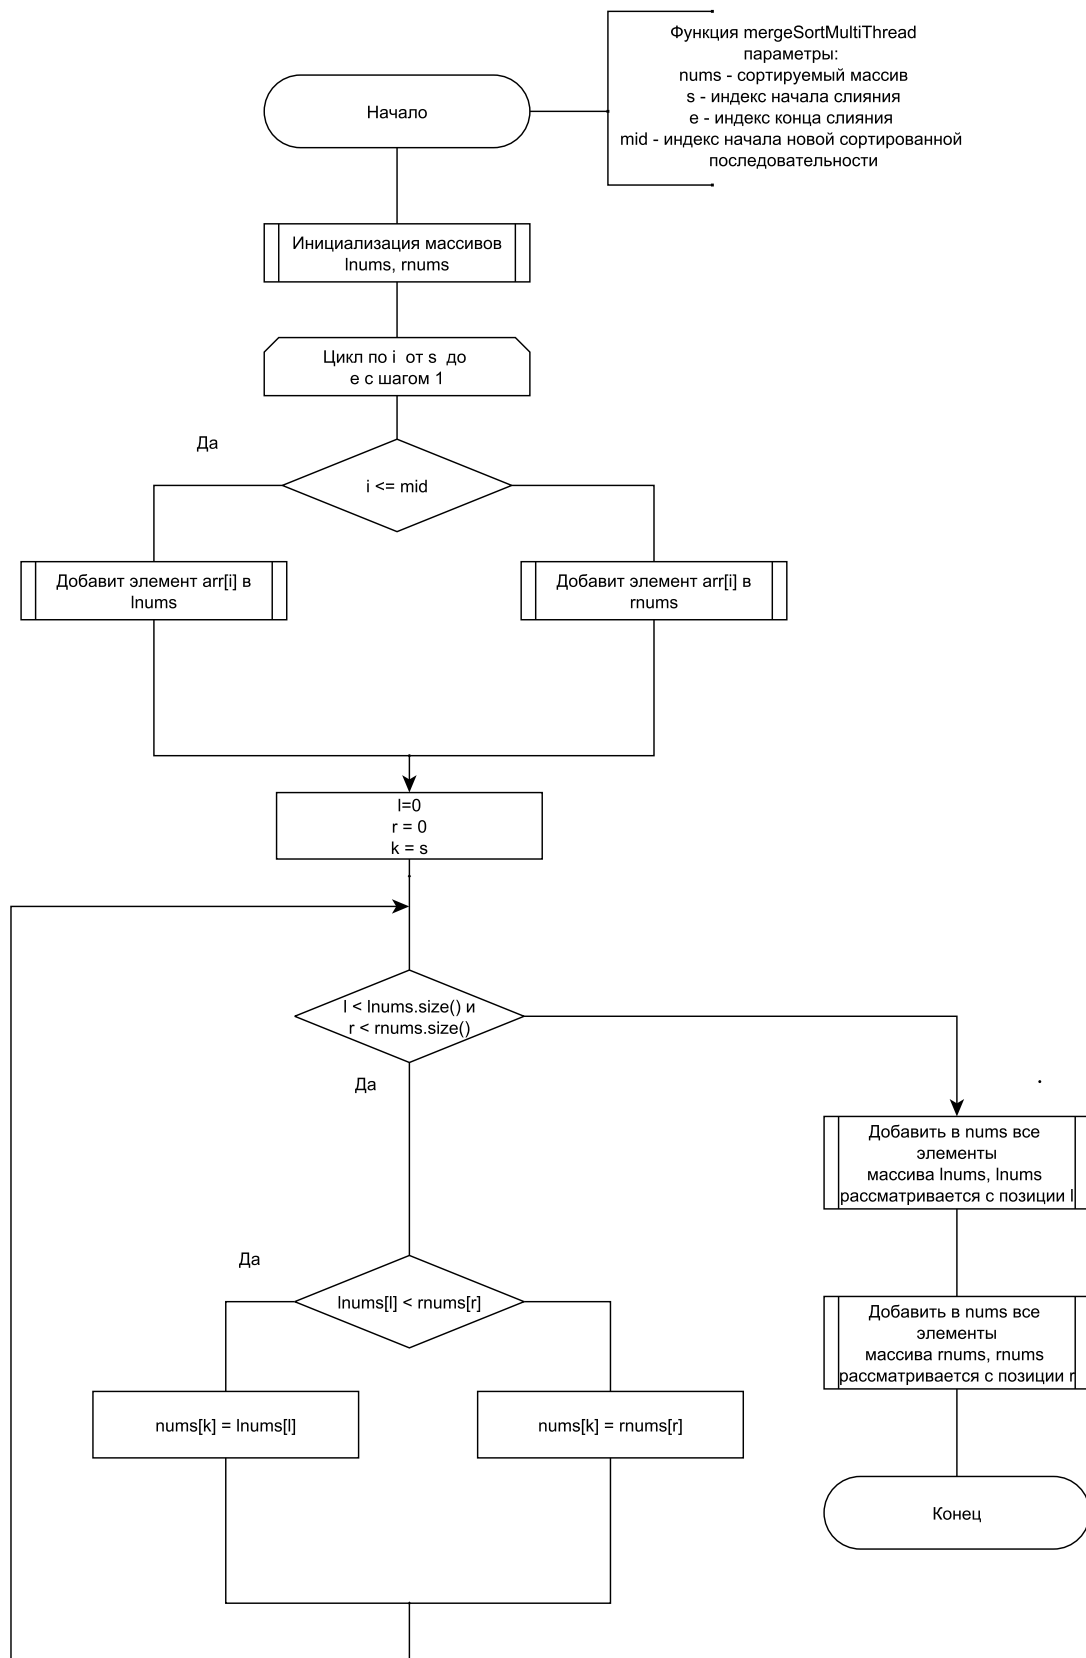 Функция mergeSortMultiThread
параметры:
nums - сортируемый массив
s - индекс начала слияния
e - индекс конца слияния
mid - индекс начала новой сортированной
последовательности
Начало
Инициализация массивов
lnums, rnums
Цикл по i от s до
e с шагом 1
Да
i <= mid
Добавит элемент arr[i] в
lnums
Добавит элемент arr[i] в
rnums
l=0
r = 0
k = s
l < lnums.size() и
r < rnums.size()
Да
Добавить в nums все
элементы
массива lnums, lnums
рассматривается с позиции l
Да
lnums[l] < rnums[r]
Добавить в nums все
элементы
массива rnums, rnums
рассматривается с позиции r
nums[k] = lnums[l]
nums[k] = rnums[r]
Конец